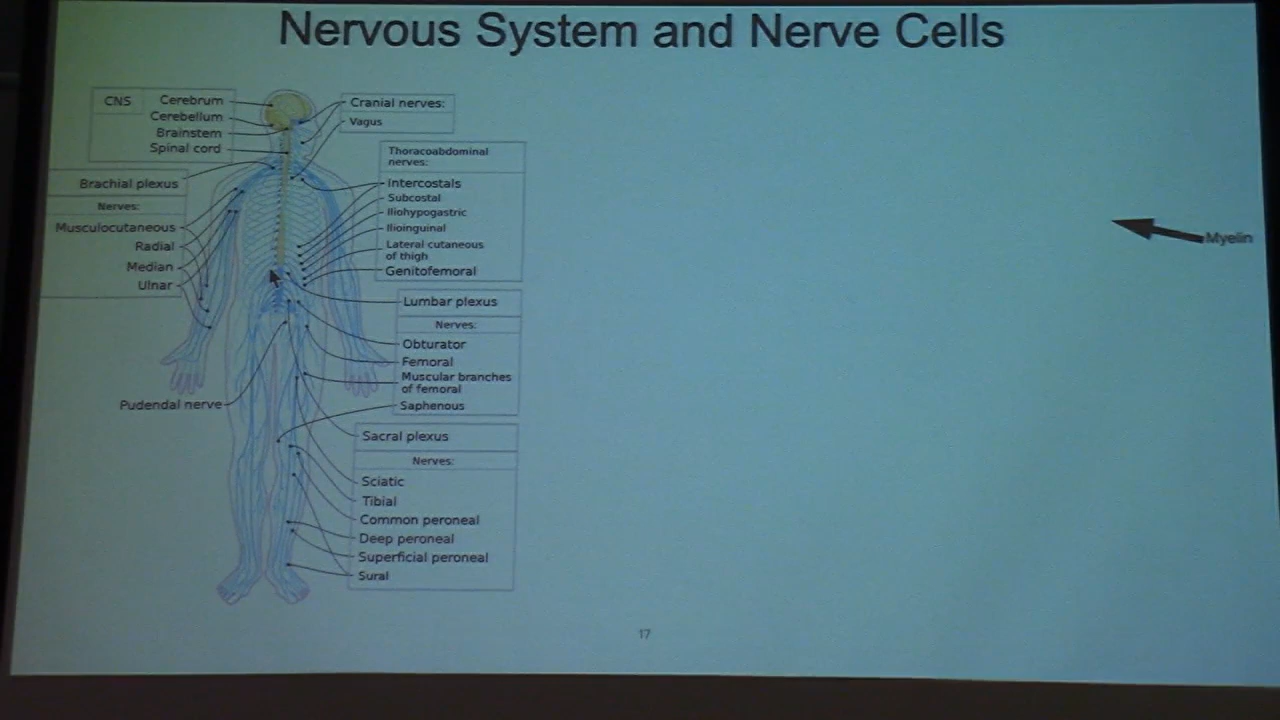 Nervous System and Nerve Cells
CNS
Cerebrum
Cerebellum
Brainstem
Spinal cord
Cranial nerves:
Vagus
Thoracoabdominal
nerves:
Intercostals
Subcostal
Iliohypogastric
Ilioinguinal
Lateral cutaneous
of thigh
Genitofemoral
Brachial plexus
Nerves:
Musculocutaneous
Radial
Median
Ulnar
Lumbar plexus
Nerves:
Obturator
Femoral
Muscular branches
of femoral
Saphenous
Pudendal nerve
Sacral plexus
Nerves:
Sciatic
Tibial
Common peroneal
Deep peroneal
Superficial peroneal
Sural
Myelin
17